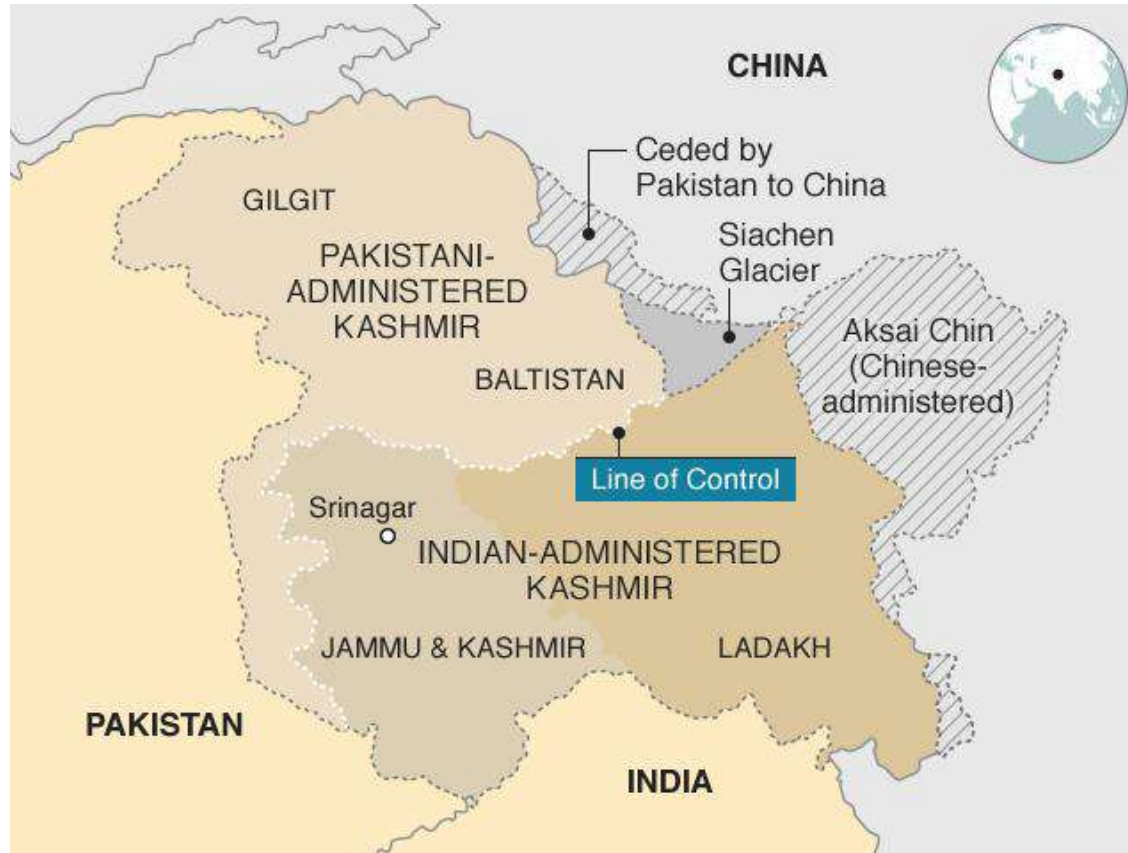 CHINA
Ceded by
Pakistan to China
GILGIT
Siachen
Glacier
PAKISTANI-
ADMINISTERED
KASHMIR
Aksai Chin
(Chinese-
administered)
BALTISTAN
Line of Control
Srinagar
INDIAN-ADMINISTERED
KASHMIR
JAMMU & KASHMIR
LADAKH
PAKISTAN
INDIA